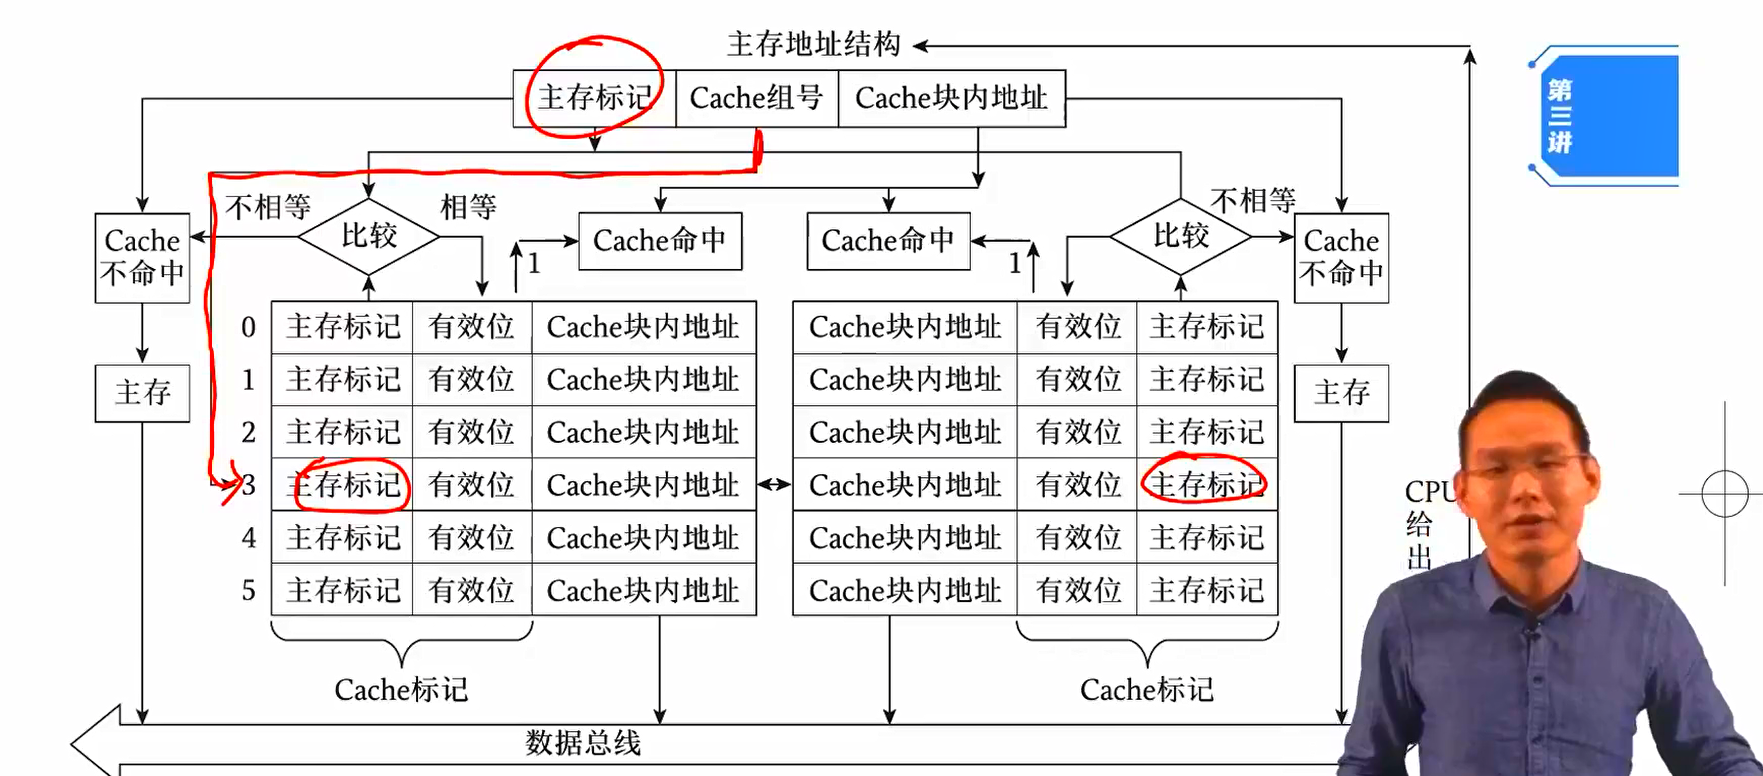 主存地址结构
主存标记 Cache组号 Cache块内地址
第三讲
不相等 相等 不相等
Cache不命中 比较 1 Cache命中 Cache命中 1 比较 Cache不命中
0 主存标记 有效位 Cache块内地址 Cache块内地址 有效位 主存标记
1 主存标记 有效位 Cache块内地址 Cache块内地址 有效位 主存标记
主存 主存
2 主存标记 有效位 Cache块内地址 Cache块内地址 有效位 主存标记
3 主存标记 有效位 Cache块内地址 Cache块内地址 有效位 主存标记
CPU给出
4 主存标记 有效位 Cache块内地址 Cache块内地址 有效位 主存标记
5 主存标记 有效位 Cache块内地址 Cache块内地址 有效位 主存标记
Cache标记 Cache标记
数据总线